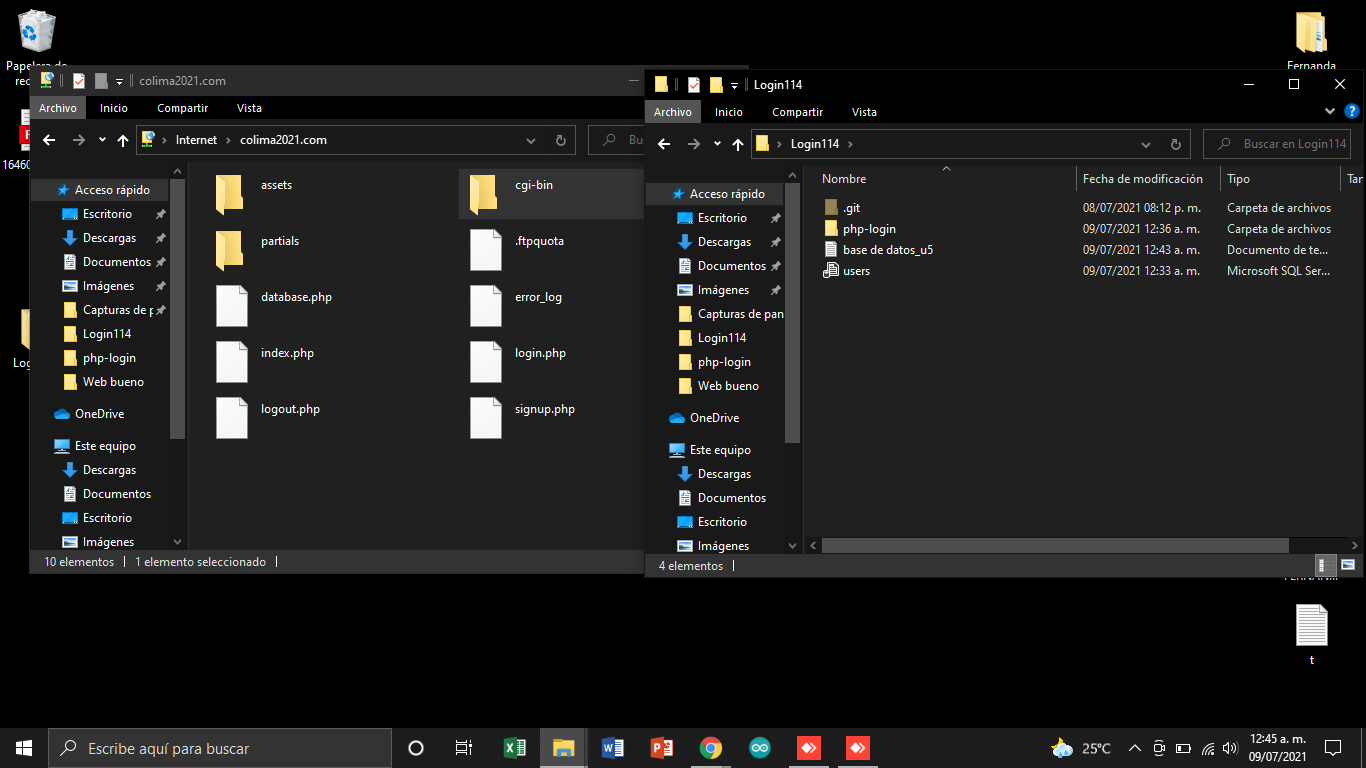 Papelera de
rec
Fernanda
colima2021.com
Archivo
Inicio
Compartir
Vista
Internet
colima2021.com
Bu
Acceso rápido
Escritorio
Descargas
Documentos
Imágenes
Capturas de p
Login114
php-login
Web bueno
OneDrive
Este equipo
Descargas
Documentos
Escritorio
Imágenes
assets
cgi-bin
partials
.ftpquota
database.php
error_log
index.php
login.php
logout.php
signup.php
10 elementos
1 elemento seleccionado
16460
Log
Login114
Archivo
Inicio
Compartir
Vista
Login114
Buscar en Login114
Acceso rápido
Escritorio
Descargas
Documentos
Imágenes
Capturas de pan
Login114
php-login
Web bueno
OneDrive
Este equipo
Descargas
Documentos
Escritorio
Imágenes
Nombre
Fecha de modificación
Tipo
Tar
.git
08/07/2021 08:12 p. m.
Carpeta de archivos
php-login
09/07/2021 12:36 a. m.
Carpeta de archivos
base de datos_u5
09/07/2021 12:43 a. m.
Documento de te...
users
09/07/2021 12:33 a. m.
Microsoft SQL Ser...
4 elementos
t
Escribe aquí para buscar
25°C
12:45 a. m.
09/07/2021